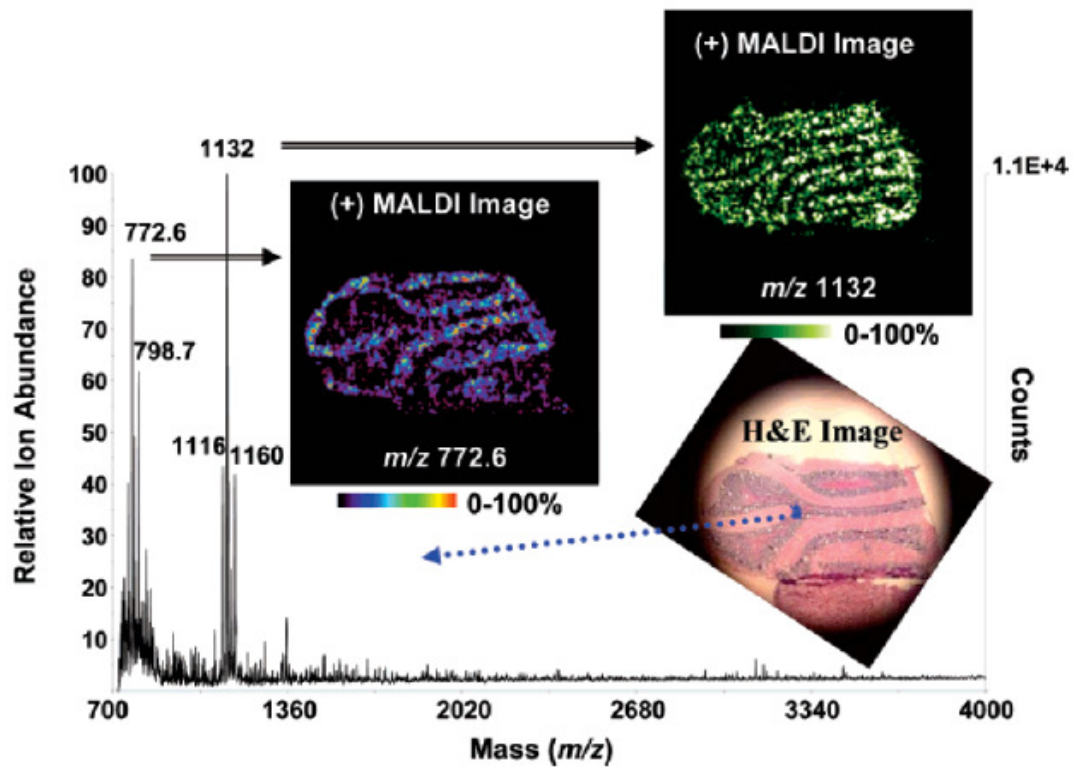 (+) MALDI Image
m/z 1132
0-100%
1132
100
90
80
70
60
50
40
30
20
10
Relative Ion Abundance
772.6
798.7
1116
1160
(+) MALDI Image
m/z 772.6
0-100%
1.1E+4
Counts
H&E Image
700
1360
2020
2680
3340
4000
Mass (m/z)